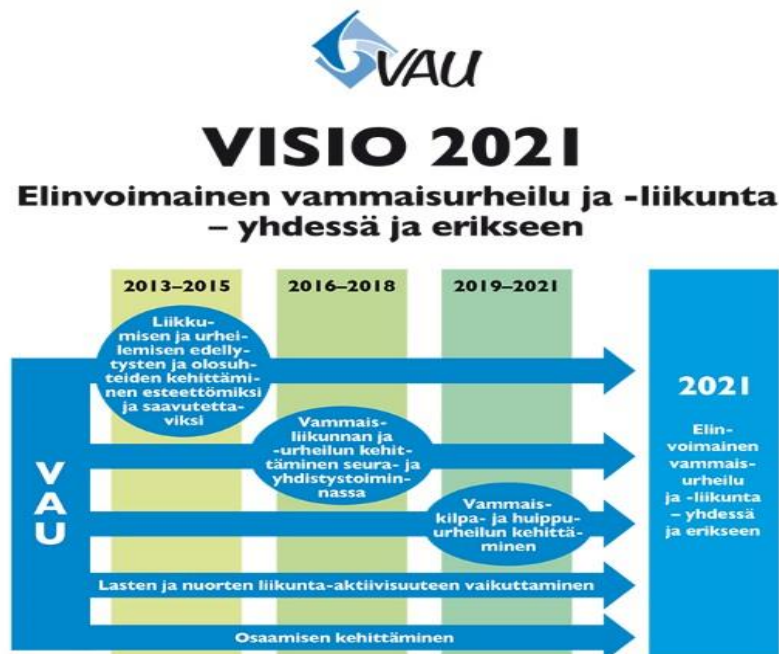 VAU
VISIO 2021
Elinvoimainen vammaisurheilu ja -liikunta
– yhdessä ja erikseen
2013–2015
2016–2018
2019–2021
Liikku-
misen ja urhei-
lemisen edelly-
tysten ja olosuh-
teiden kehittämi-
nen esteettömiksi
ja saavutetta-
viksi
Vammais-
liikunnan ja
-urheilun kehit-
täminen seura- ja
yhdistystoimin-
nassa
Vammais-
kilpa- ja huippu-
urheilun kehittä-
minen
Lasten ja nuorten liikunta-aktiivisuuteen vaikuttaminen
Osaamisen kehittäminen
V
A
U
2021
Elin-
voimainen
vammais-
urheilu
ja -liikunta
– yhdessä
ja erikseen